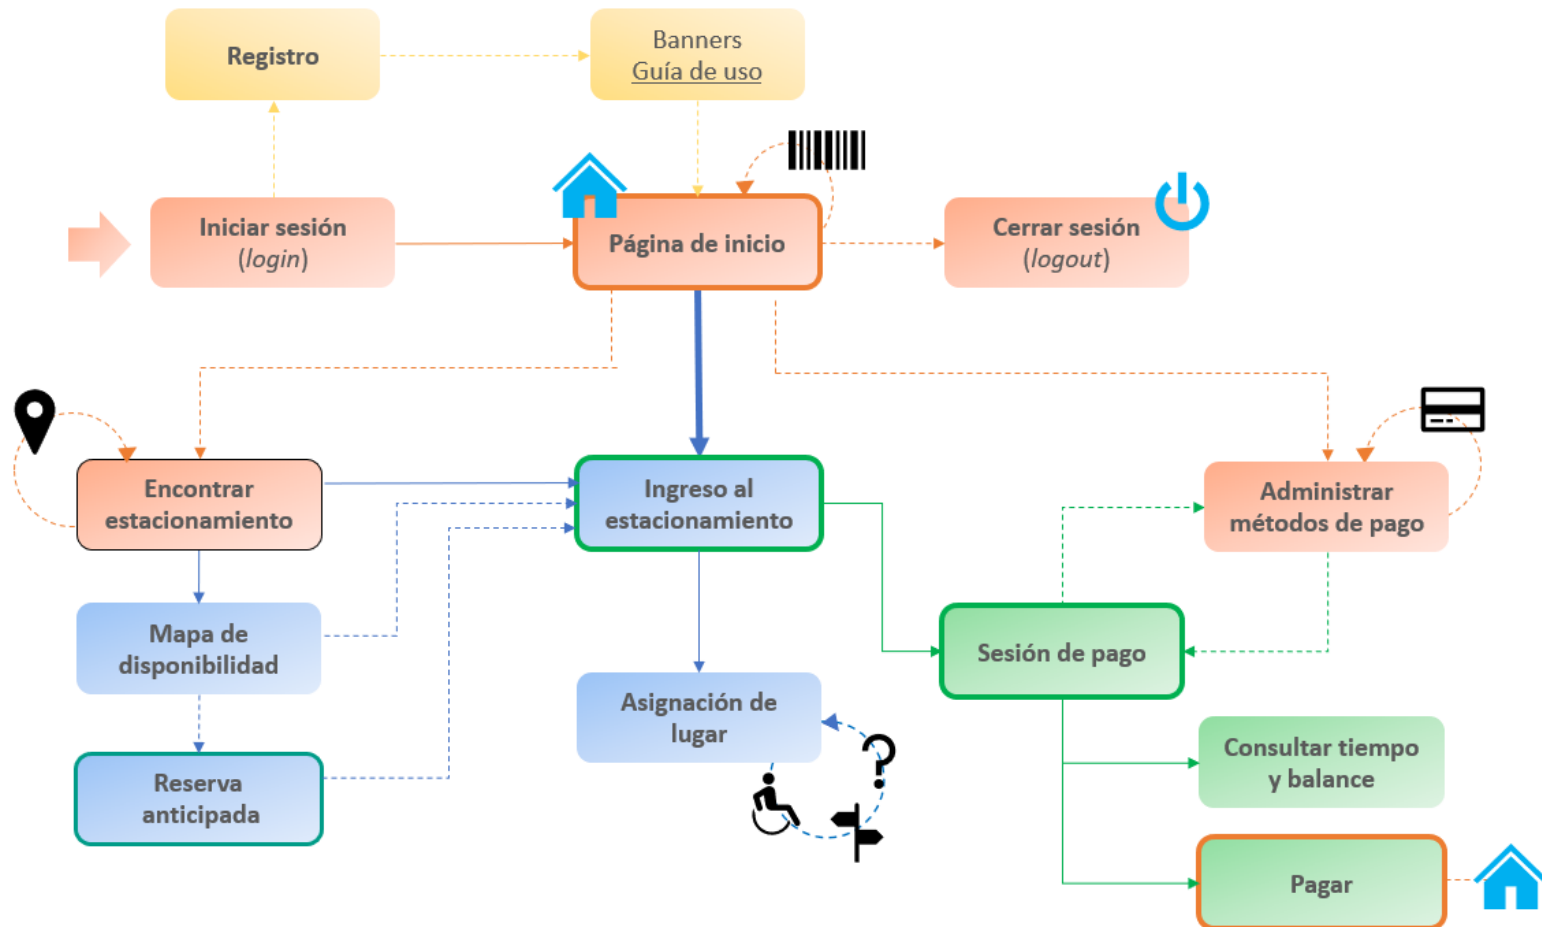 Registro
Banners
Guía de uso
Iniciar sesión
(login)
Página de inicio
Cerrar sesión
(logout)
Encontrar
estacionamiento
Ingreso al
estacionamiento
Administrar
métodos de pago
Mapa de
disponibilidad
Sesión de pago
Asignación de
lugar
Consultar tiempo
y balance
Reserva
anticipada
Pagar